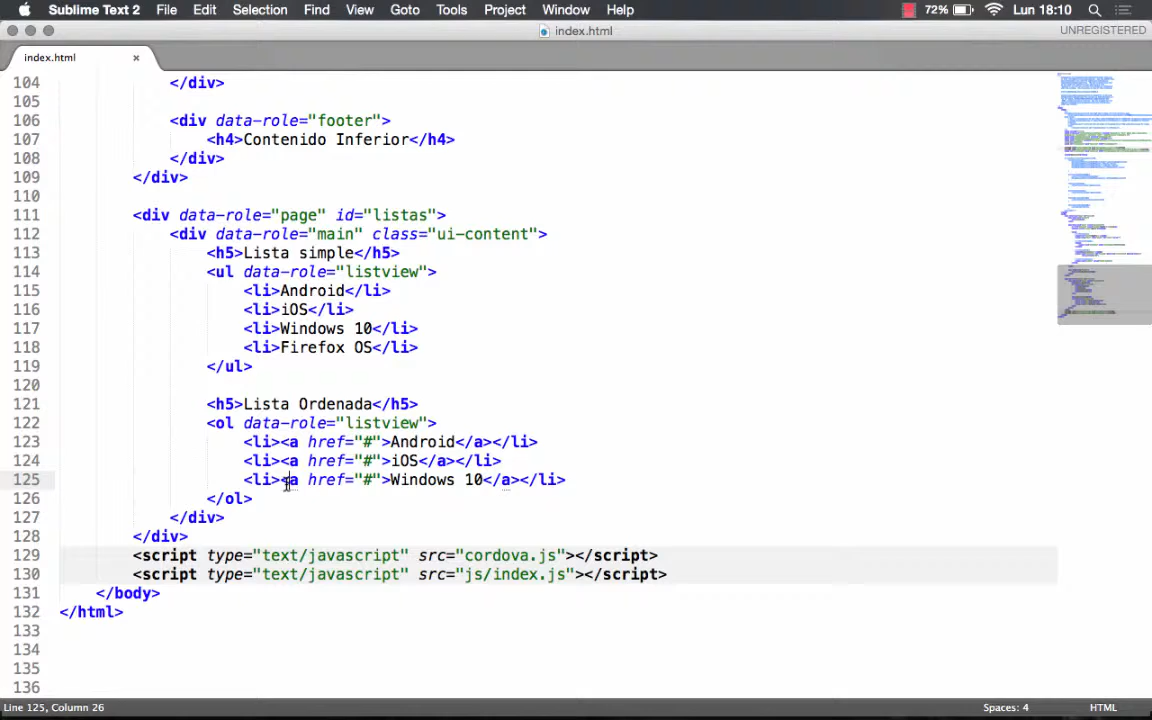 Sublime Text 2 File Edit Selection Find View Goto Tools Project Window Help 72% Lun 18:10
index.html
UNREGISTERED
index.html ×
104 </div>
105
106 <div data-role="footer">
107 <h4>Contenido Inferior</h4>
108 </div>
109 </div>
110
111 <div data-role="page" id="listas">
112 <div data-role="main" class="ui-content">
113 <h5>Lista simple</h5>
114 <ul data-role="listview">
115 <li>Android</li>
116 <li>iOS</li>
117 <li>Windows 10</li>
118 <li>Firefox OS</li>
119 </ul>
120
121 <h5>Lista Ordenada</h5>
122 <ol data-role="listview">
123 <li><a href="#">Android</a></li>
124 <li><a href="#">iOS</a></li>
125 <li><a href="#">Windows 10</a></li>
126 </ol>
127 </div>
128 </div>
129 <script type="text/javascript" src="cordova.js"></script>
130 <script type="text/javascript" src="js/index.js"></script>
131 </body>
132 </html>
133
134
135
136
Line 125, Column 26 Spaces: 4 HTML